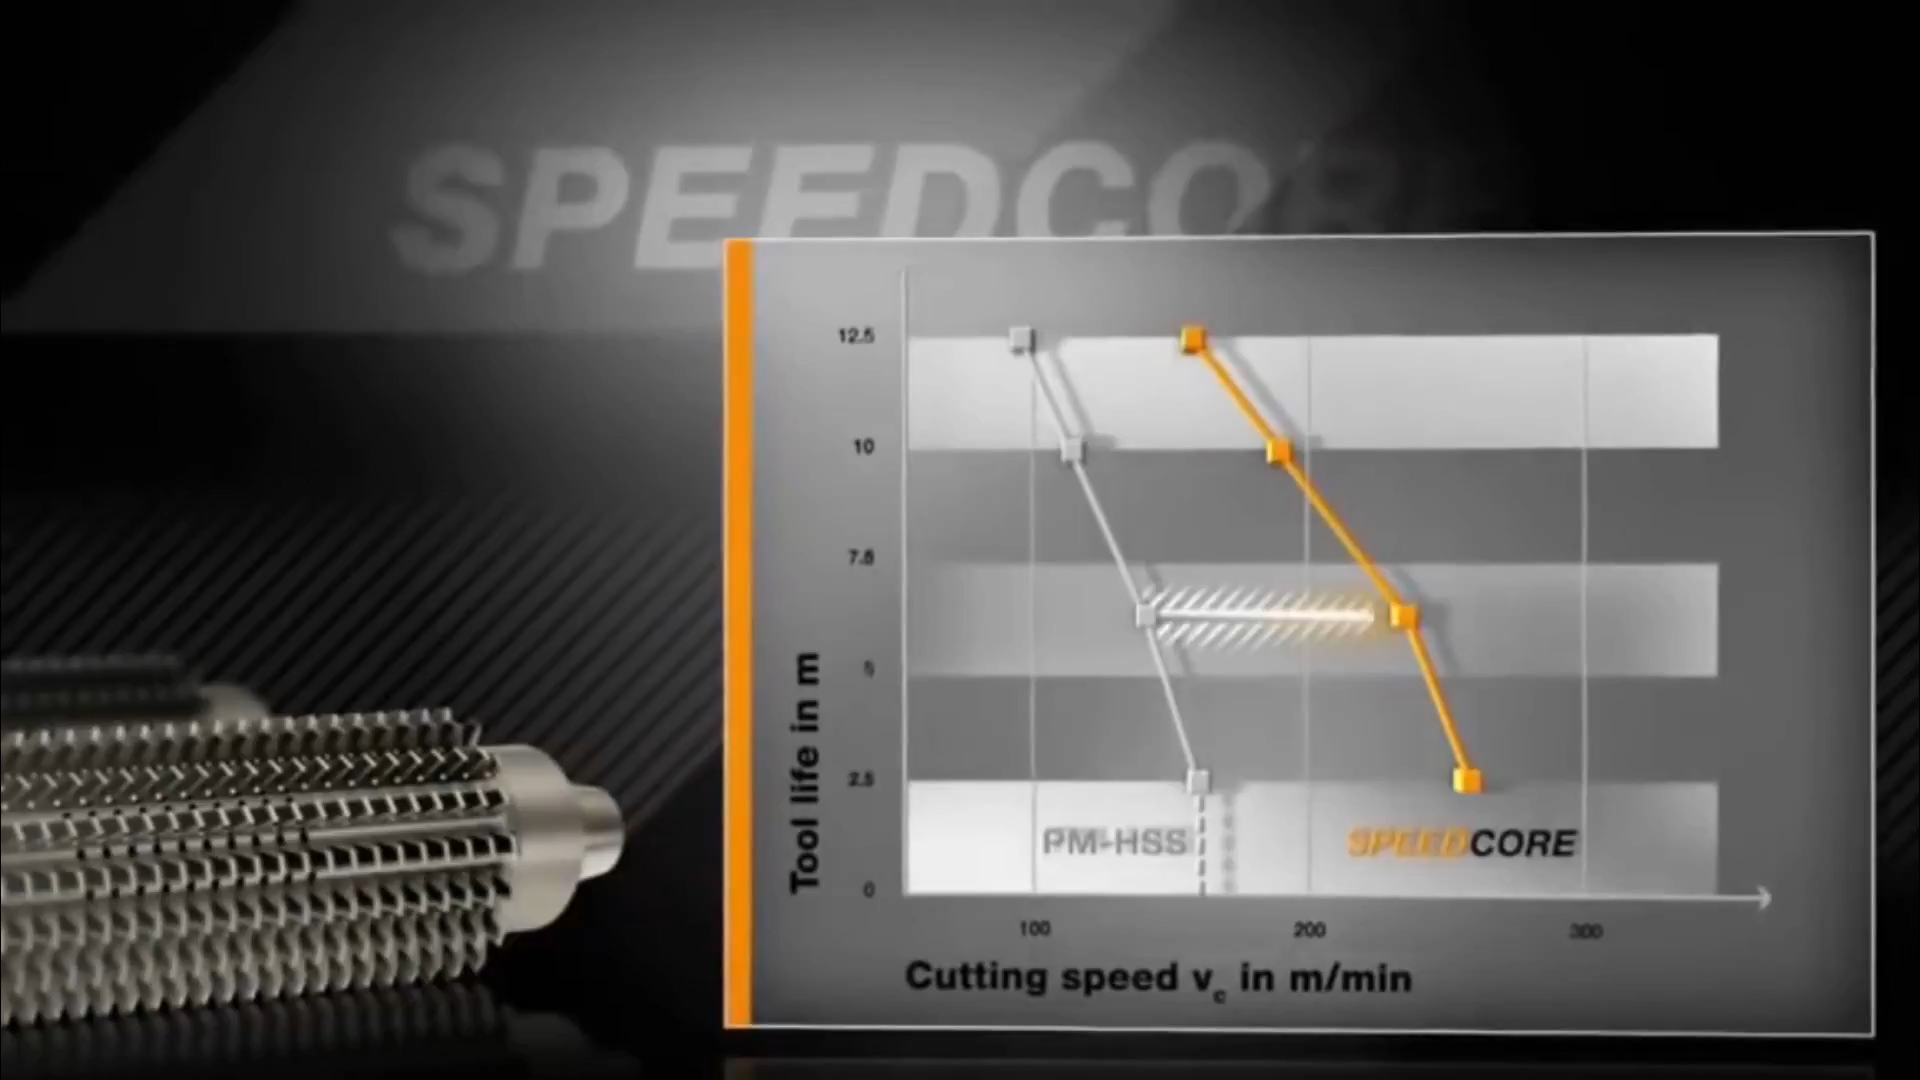 SPEEDCORE
12.5
10
7.5
5
2.5
0
Tool life in m
PM-HSS
SPEEDCORE
100
200
300
Cutting speed vc in m/min